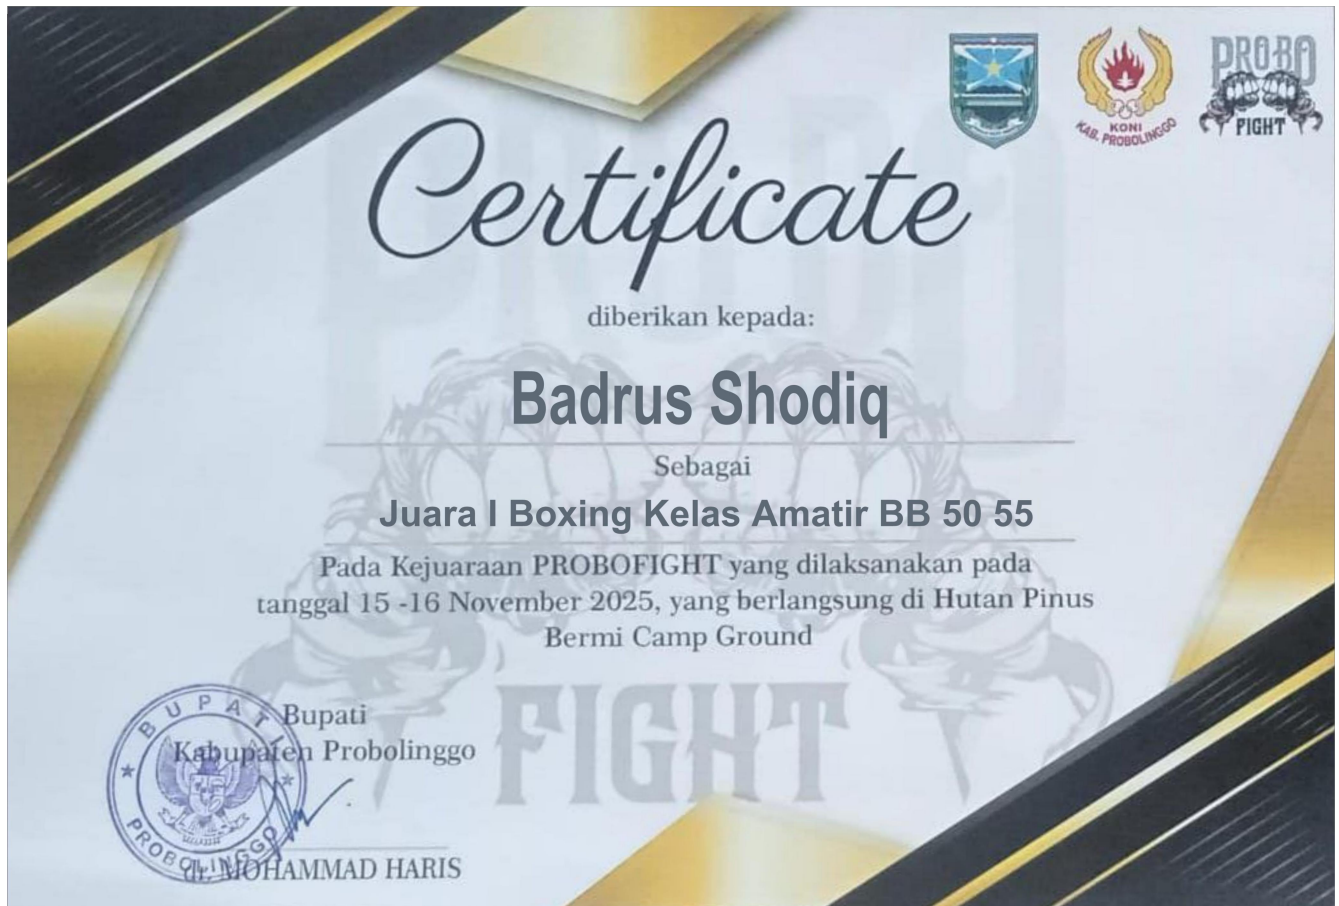 PROBO
FIGHT
KONI
KAB. PROBOLINGGO
PROBO
FIGHT
Certificate
diberikan kepada:
Badrus Shodiq
Sebagai
Juara I Boxing Kelas Amatir BB 50 55
Pada Kejuaraan PROBOFIGHT yang dilaksanakan pada
tanggal 15 -16 November 2025, yang berlangsung di Hutan Pinus
Bermi Camp Ground
Bupati
Kabupaten Probolinggo
BUPATI
PROBOLINGGO
dr. MOHAMMAD HARIS